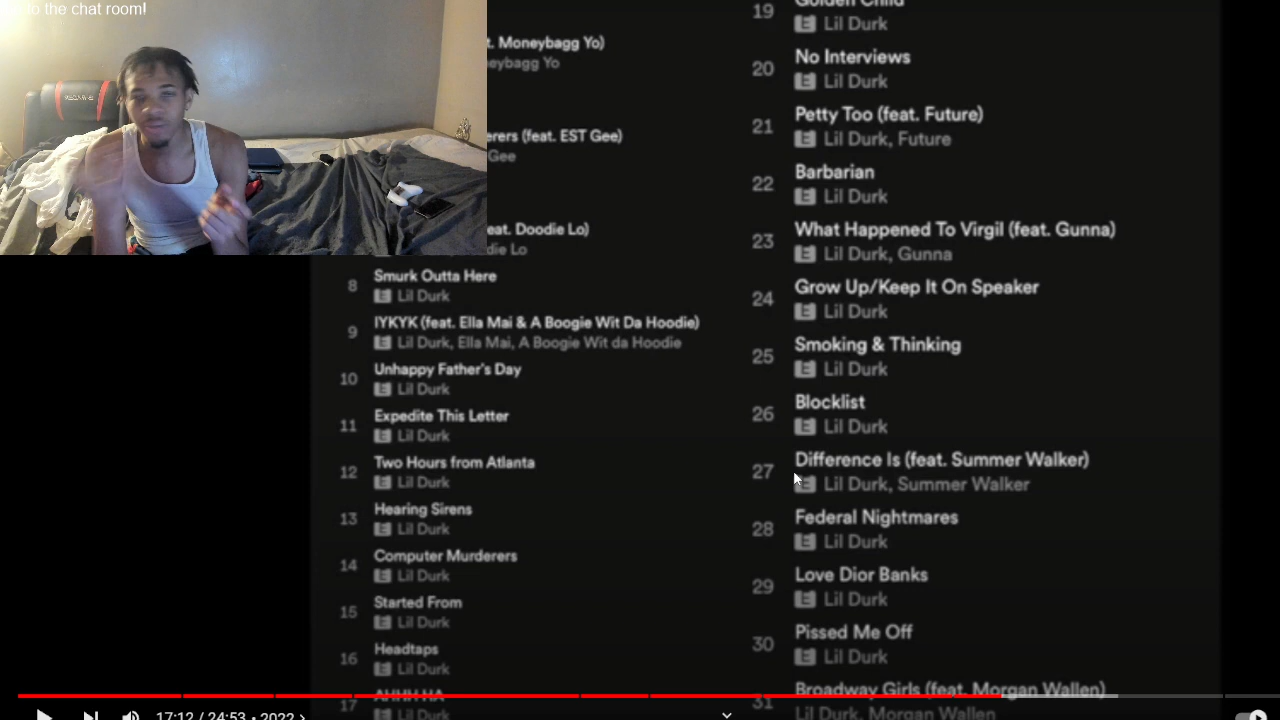 to the chat room!
t. Moneybagg Yo)
eybagg Yo
erers (feat. EST Gee)
Gee
eat. Doodie Lo)
die Lo
8
Smurk Outta Here
E Lil Durk
9
IYKYK (feat. Ella Mai & A Boogie Wit Da Hoodie)
E Lil Durk, Ella Mai, A Boogie Wit da Hoodie
10
Unhappy Father's Day
E Lil Durk
11
Expedite This Letter
E Lil Durk
12
Two Hours from Atlanta
E Lil Durk
13
Hearing Sirens
E Lil Durk
14
Computer Murderers
E Lil Durk
15
Started From
E Lil Durk
16
Headtaps
E Lil Durk
17
AHHH HA
E Lil Durk
19
Golden Child
E Lil Durk
20
No Interviews
E Lil Durk
21
Petty Too (feat. Future)
E Lil Durk, Future
22
Barbarian
E Lil Durk
23
What Happened To Virgil (feat. Gunna)
E Lil Durk, Gunna
24
Grow Up/Keep It On Speaker
E Lil Durk
25
Smoking & Thinking
E Lil Durk
26
Blocklist
E Lil Durk
27
Difference Is (feat. Summer Walker)
E Lil Durk, Summer Walker
28
Federal Nightmares
E Lil Durk
29
Love Dior Banks
E Lil Durk
30
Pissed Me Off
E Lil Durk
31
Broadway Girls (feat. Morgan Wallen)
Lil Durk, Morgan Wallen
17:12 / 24:53 • 2022 >